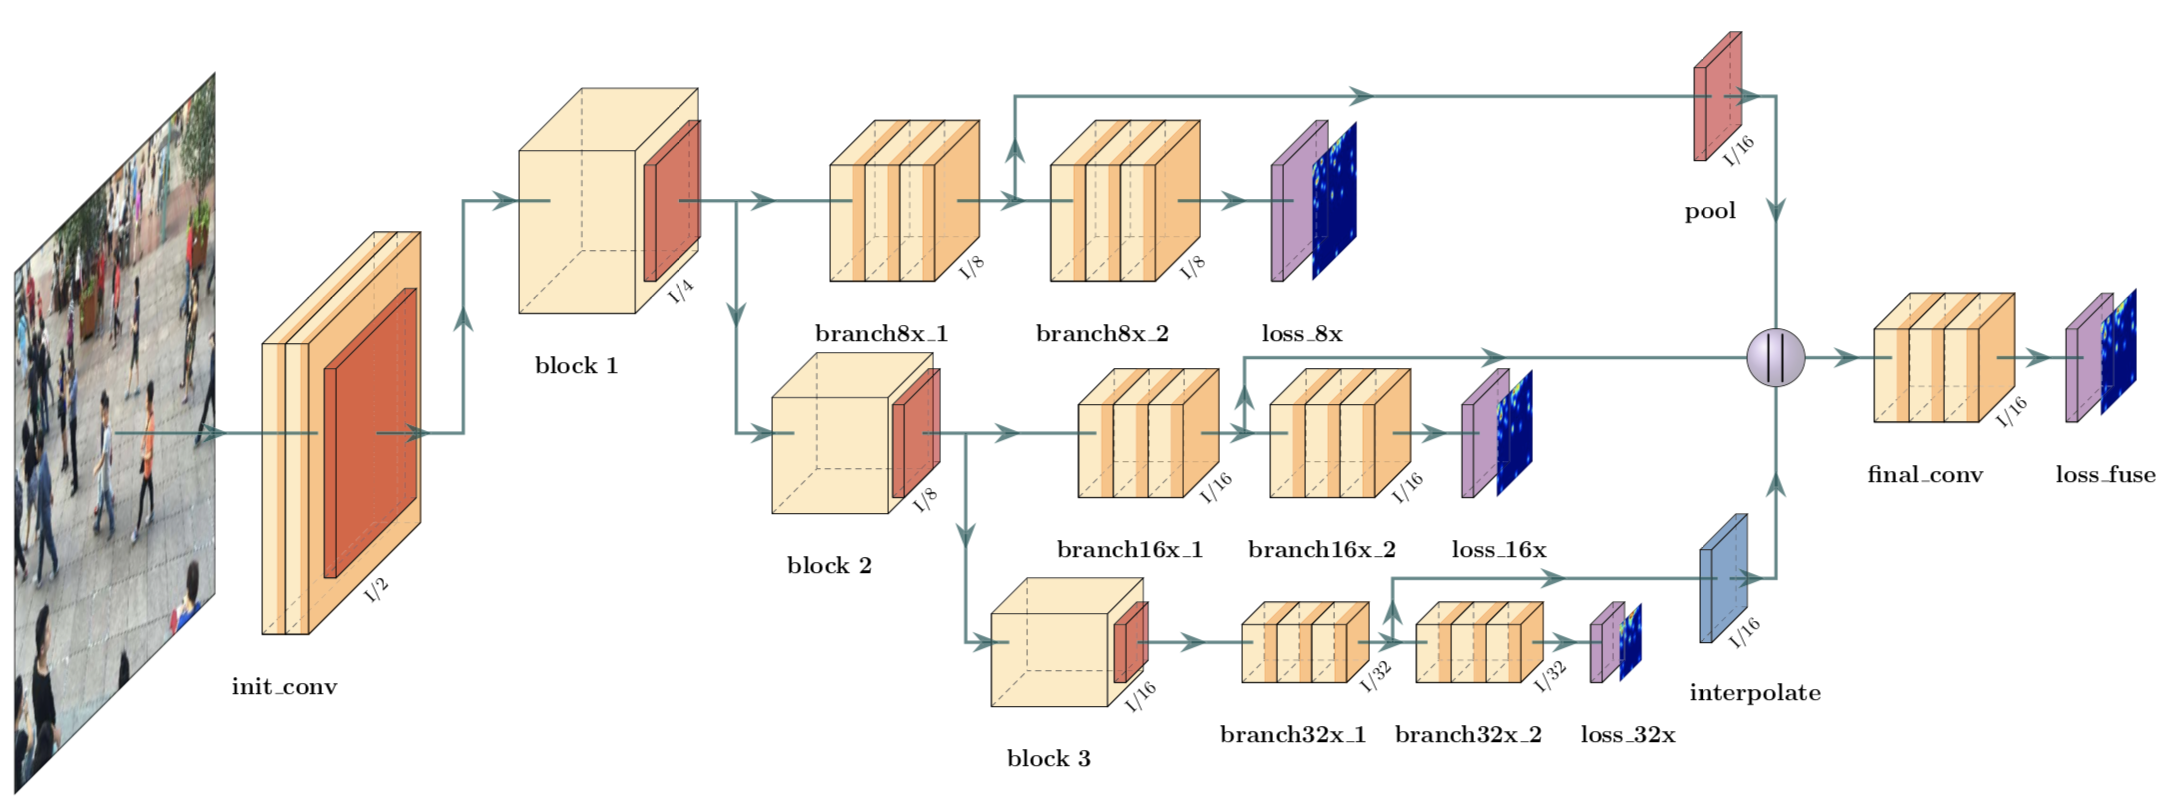 I/2
init_conv
I/4
block 1
I/8
branch8x_1
I/8
branch8x_2
loss_8x
I/16
pool
I/8
block 2
I/16
branch16x_1
I/16
branch16x_2
loss_16x
I/16
block 3
I/32
branch32x_1
I/32
branch32x_2
loss_32x
I/16
interpolate
I/16
final_conv
loss_fuse